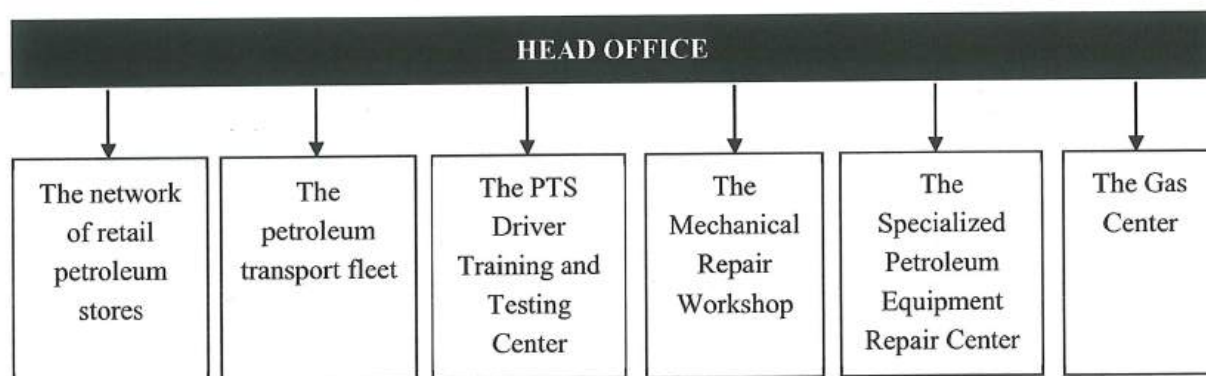 HEAD OFFICE
The network
of retail
petroleum
stores
The
petroleum
transport fleet
The PTS
Driver
Training and
Testing
Center
The
Mechanical
Repair
Workshop
The
Specialized
Petroleum
Equipment
Repair Center
The Gas
Center